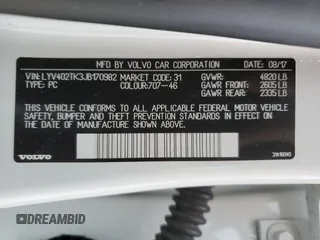 MFD BY VOLVO CAR CORPORATION DATE 08/17
VIN:LYV402TK3JB170982 MARKET CODE:31 GVWR: 4820 LB
TYPE: PC COLOUR:707-46 GAWR FRONT: 2605 LB
GAWR REAR: 2335 LB
THIS VEHICLE CONFORMS TO ALL APPLICABLE U.S. FEDERAL MOTOR VEHICLE
SAFETY, BUMPER, AND THEFT PREVENTION STANDARDS IN EFFECT ON THE
DATE OF MANUFACTURE SHOWN ABOVE.
VOLVO
DREAMBID